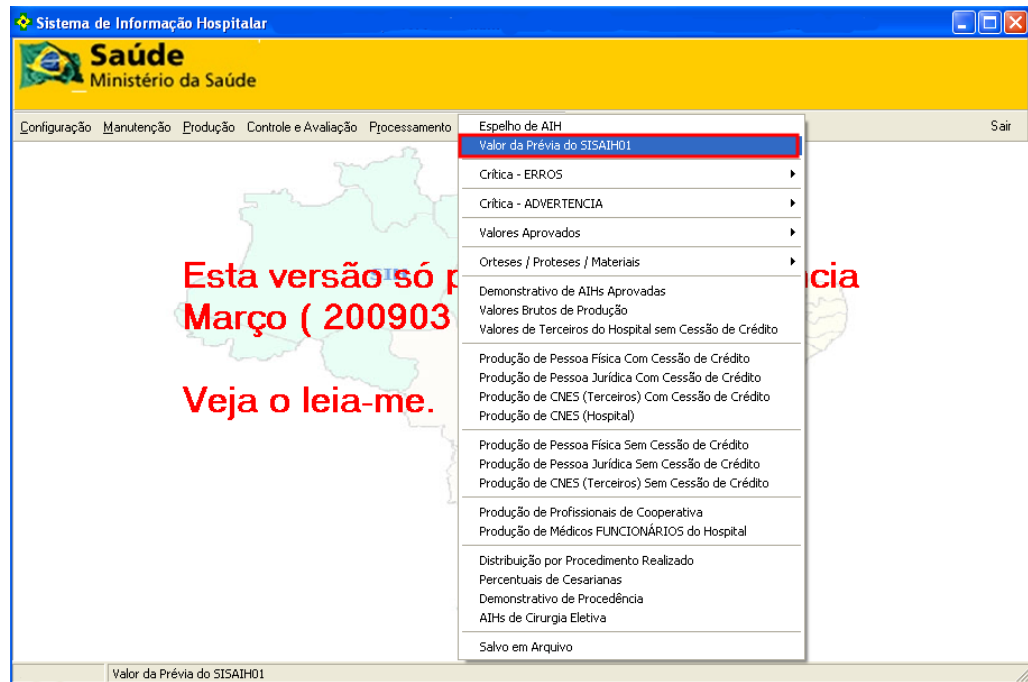 Sistema de Informação Hospitalar
Saúde
Ministério da Saúde
Configuração Manutenção Produção Controle e Avaliação Processamento Sair
Espelho de AIH
Valor da Prévia do SISAIH01
Crítica - ERROS
Crítica - ADVERTENCIA
Valores Aprovados
Orteses / Proteses / Materiais
Demonstrativo de AIHs Aprovadas
Valores Brutos de Produção
Valores de Terceiros do Hospital sem Cessão de Crédito
Produção de Pessoa Física Com Cessão de Crédito
Produção de Pessoa Jurídica Com Cessão de Crédito
Produção de CNES (Terceiros) Com Cessão de Crédito
Produção de CNES (Hospital)
Produção de Pessoa Física Sem Cessão de Crédito
Produção de Pessoa Jurídica Sem Cessão de Crédito
Produção de CNES (Terceiros) Sem Cessão de Crédito
Produção de Profissionais de Cooperativa
Produção de Médicos FUNCIONÁRIOS do Hospital
Distribuição por Procedimento Realizado
Percentuais de Cesarianas
Demonstrativo de Procedência
AIHs de Cirurgia Eletiva
Salvo em Arquivo
Esta versão só p cia
Março ( 200903
Veja o leia-me.
Valor da Prévia do SISAIH01